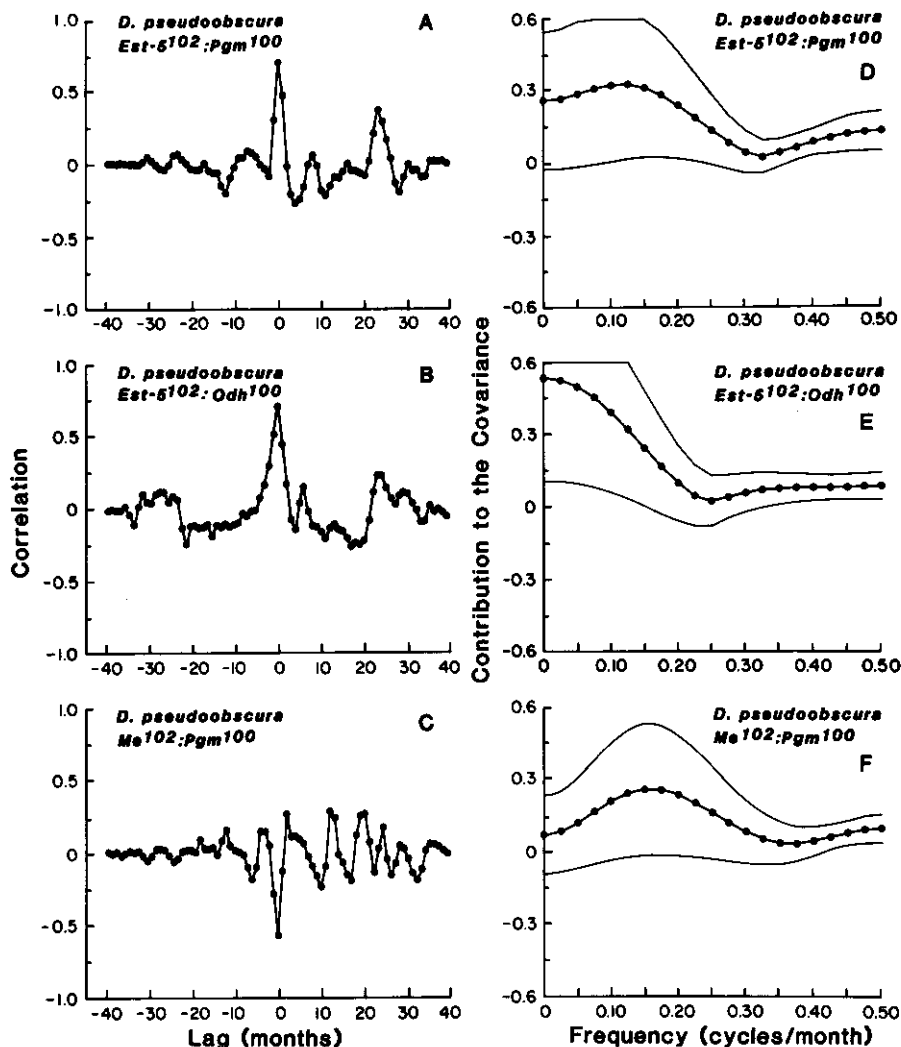 D. pseudoobscura
Est-5102:Pgm100
A
1.0
0.5
0
-0.5
-1.0
-40 -30 -20 -10 0 10 20 30 40
D. pseudoobscura
Est-5102:Pgm100
D
0.6
0.3
0
-0.3
-0.6
0 0.10 0.20 0.30 0.40 0.50
D. pseudoobscura
Est-5102:Odh100
B
1.0
0.5
0
-0.5
-1.0
-40 -30 -20 -10 0 10 20 30 40
Correlation
D. pseudoobscura
Est-5102:Odh100
E
0.6
0.3
0
-0.3
-0.6
0 0.10 0.20 0.30 0.40 0.50
Contribution to the Covariance
D. pseudoobscura
Me102:Pgm100
C
1.0
0.5
0
-0.5
-1.0
-40 -30 -20 -10 0 10 20 30 40
Lag (months)
D. pseudoobscura
Me102:Pgm100
F
0.6
0.3
0
-0.3
-0.6
0 0.10 0.20 0.30 0.40 0.50
Frequency (cycles/month)